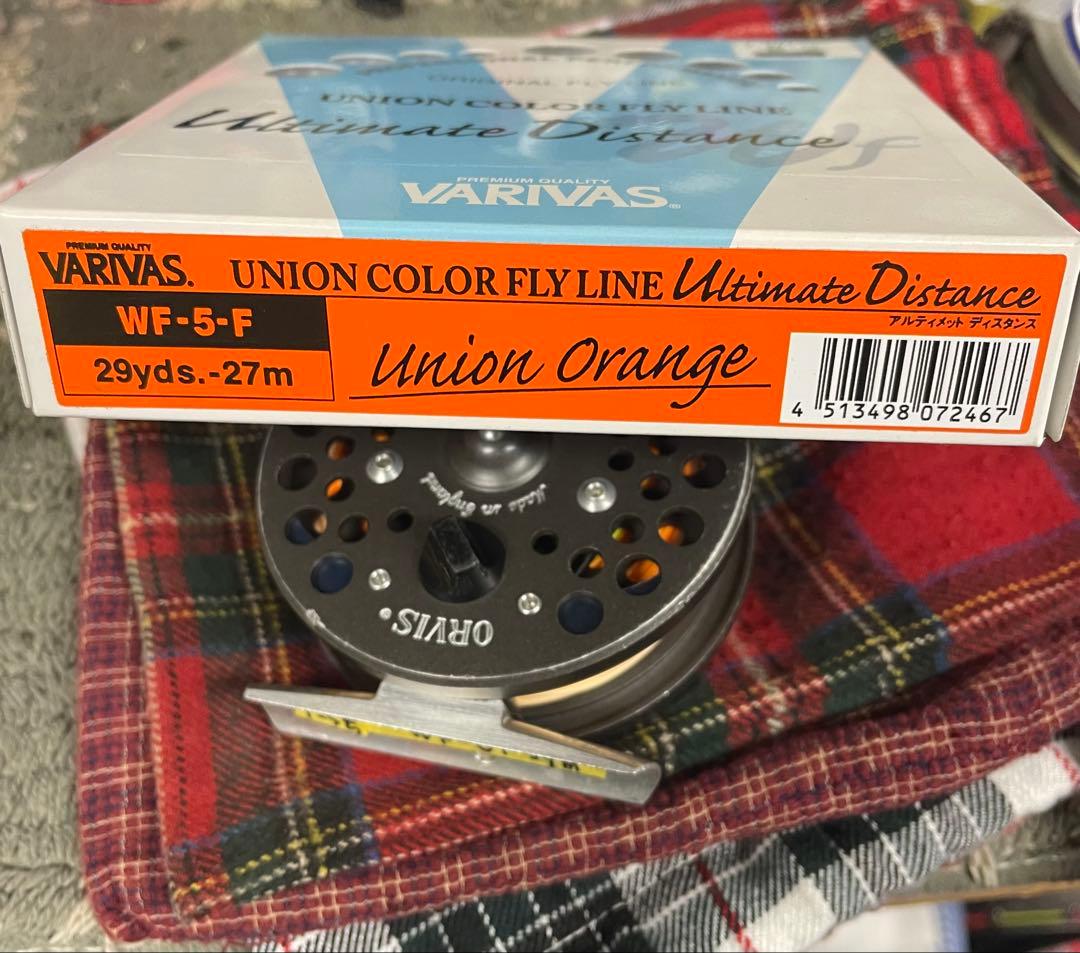 UNION COLOR FLY LINE
Ultimate Distance
Wf
PREMIUM QUALITY
VARIVAS®
PREMIUM QUALITY
VARIVAS. UNION COLOR FLY LINE Ultimate Distance
アルティメット ディスタンス
WF-5-F
29yds.-27m
Union Orange
4 513498 072467
Made in England
ORVIS®